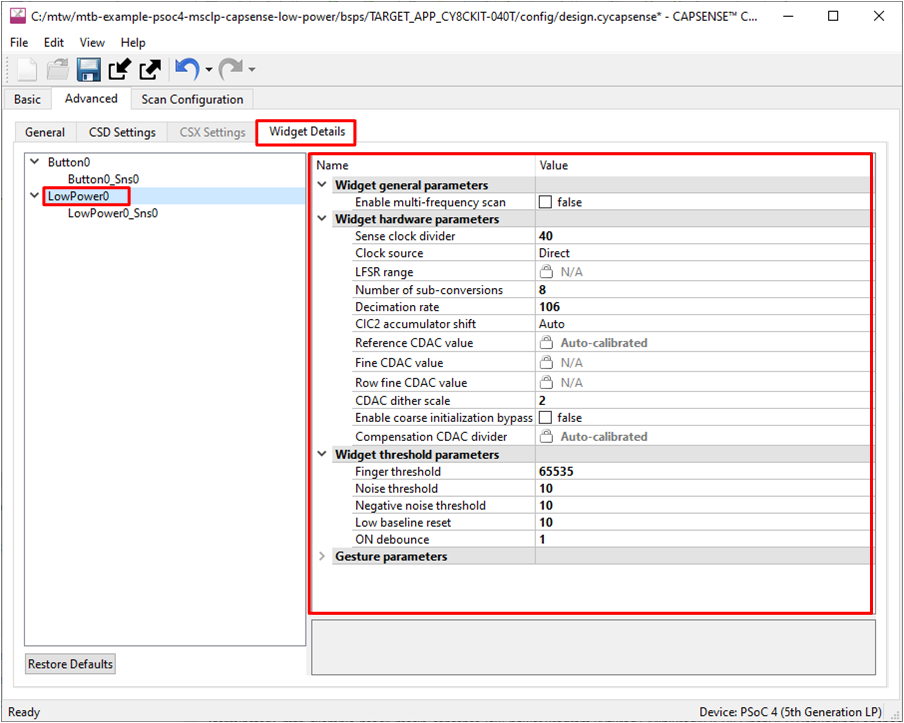 C:/mtw/mtb-example-psoc4-msclp-capsense-low-power/bsps/TARGET_APP_CY8CKIT-040T/config/design.cycapsense* - CAPSENSE™ C...
File Edit View Help
Basic Advanced Scan Configuration
General CSD Settings CSX Settings Widget Details
Button0
Button0_Sns0
LowPower0
LowPower0_Sns0
Name Value
Widget general parameters
Enable multi-frequency scan false
Widget hardware parameters
Sense clock divider 40
Clock source Direct
LFSR range N/A
Number of sub-conversions 8
Decimation rate 106
CIC2 accumulator shift Auto
Reference CDAC value Auto-calibrated
Fine CDAC value N/A
Row fine CDAC value N/A
CDAC dither scale 2
Enable coarse initialization bypass false
Compensation CDAC divider Auto-calibrated
Widget threshold parameters
Finger threshold 65535
Noise threshold 10
Negative noise threshold 10
Low baseline reset 10
ON debounce 1
Gesture parameters
Restore Defaults
Ready Device: PSoC 4 (5th Generation LP)